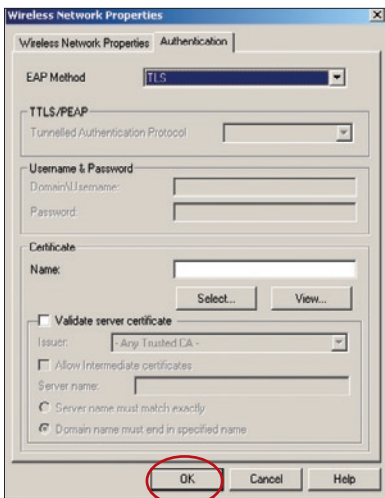 Wireless Network Properties
Wireless Network Properties Authentication
EAP Method TLS
TTLS/PEAP
Tunnelled Authentication Protocol
Username & Password
Domain\Username:
Password:
Certificate
Name:
Select... View...
Validate server certificate
Issuer: - Any Trusted CA -
Allow Intermediate certificates
Server name:
Server name must match exactly
Domain name must end in specified name
OK Cancel Help